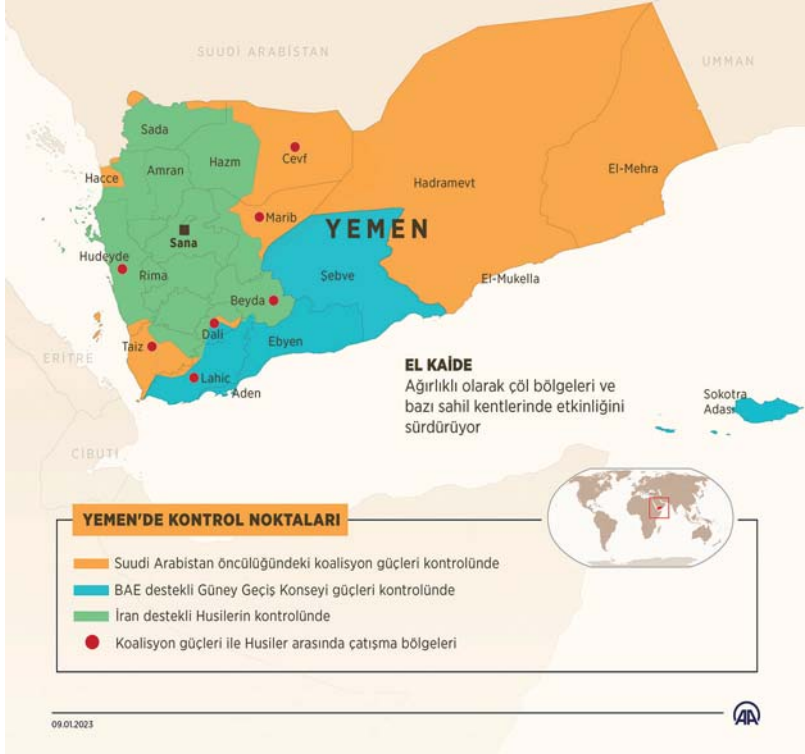 SUUDİ ARABİSTAN
UMMAN
Sada
Amran
Hazm
Cevf
Hacce
Hadramevt
El-Mehra
Marib
YEMEN
Sana
Hudeyde
Rima
Şebve
El-Mukella
Beyda
Dali
Ebyen
Taiz
ERİTRE
Lahic
Aden
EL KAİDE
Ağırlıklı olarak çöl bölgeleri ve
bazı sahil kentlerinde etkinliğini
sürdürüyor
Sokotra
Adası
CİBUTİ
YEMEN'DE KONTROL NOKTALARI
Suudi Arabistan öncülüğündeki koalisyon güçleri kontrolünde
BAE destekli Güney Geçiş Konseyi güçleri kontrolünde
İran destekli Husilerin kontrolünde
Koalisyon güçleri ile Husiler arasında çatışma bölgeleri
09.01.2023
AA